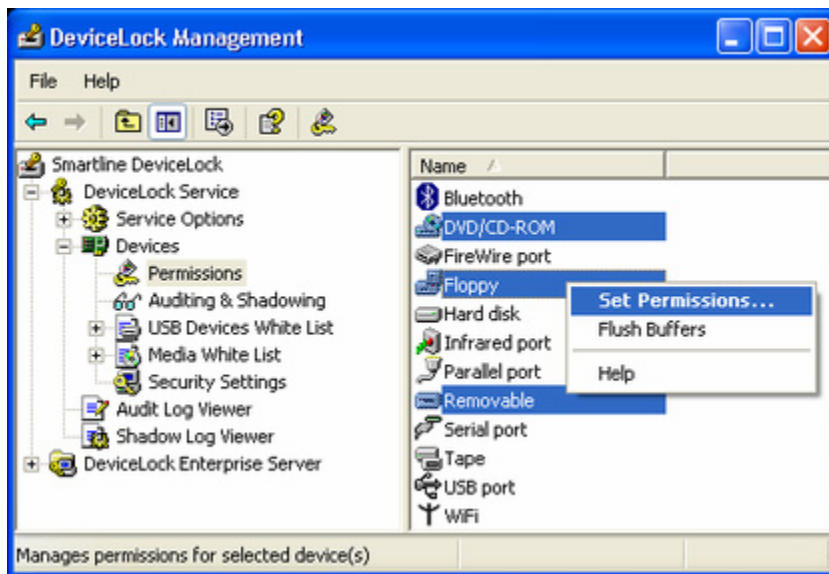 DeviceLock Management
File Help
Smartline DeviceLock
DeviceLock Service
Service Options
Devices
Permissions
Auditing & Shadowing
USB Devices White List
Media White List
Security Settings
Audit Log Viewer
Shadow Log Viewer
DeviceLock Enterprise Server
Name
Bluetooth
DVD/CD-ROM
FireWire port
Floppy
Hard disk
Infrared port
Parallel port
Removable
Serial port
Tape
USB port
WiFi
Set Permissions...
Flush Buffers
Help
Manages permissions for selected device(s)